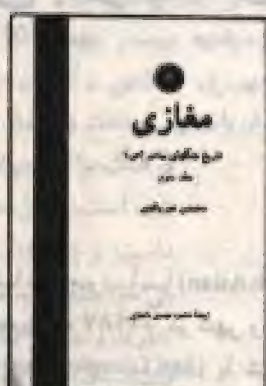 مغازی
تاریخ جنگهای پیامبر (ص)
جلد دوم
محمد بن عمر واقدی